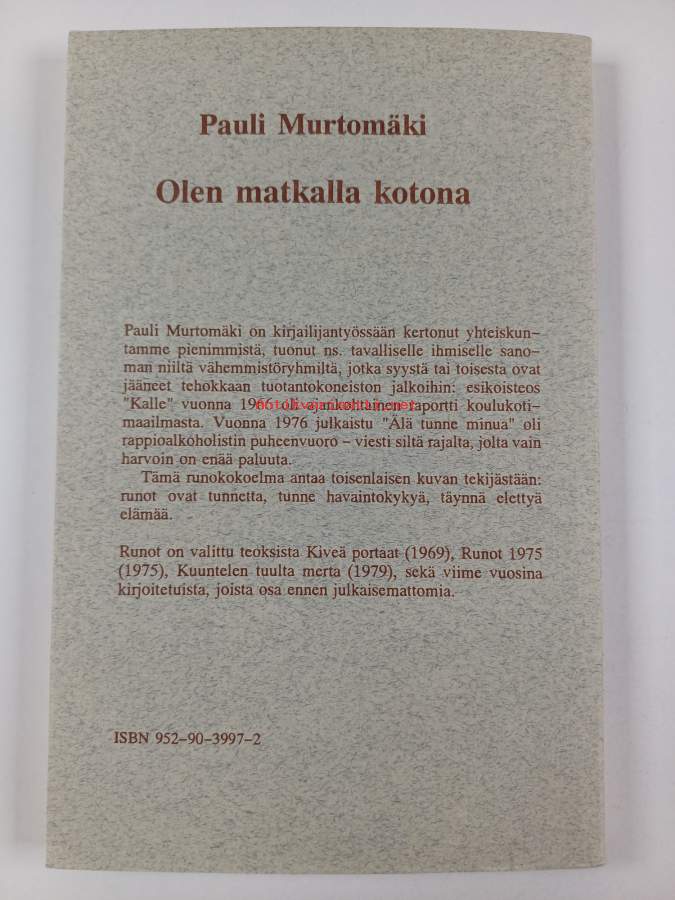 Pauli Murtomäki
Olen matkalla kotona
Pauli Murtomäki on kirjailijantyössään kertonut yhteiskun-
tamme pienimmistä, tuonut ns. tavalliselle ihmiselle sano-
man niiltä vähemmistöryhmiltä, jotka syystä tai toisesta ovat
jääneet tehokkaan tuotantokoneiston jalkoihin: esikoisteos
"Kalle" vuonna 1966 oli ajankohtainen raportti koulukoti-
maailmasta. Vuonna 1976 julkaistu "Älä tunne minua" oli
rappioalkoholistin puheenvuoro - viesti siltä rajalta, jolta vain
harvoin on enää paluuta.
Tämä runokokoelma antaa toisenlaisen kuvan tekijästään:
runot ovat tunnetta, tunne havaintokykyä, täynnä elettyä
elämää.
Runot on valittu teoksista Kiveä portaat (1969), Runot 1975
(1975), Kuuntelen tuulta merta (1979), sekä viime vuosina
kirjoitetuista, joista osa ennen julkaisemattomia.
ISBN 952-90-3997-2